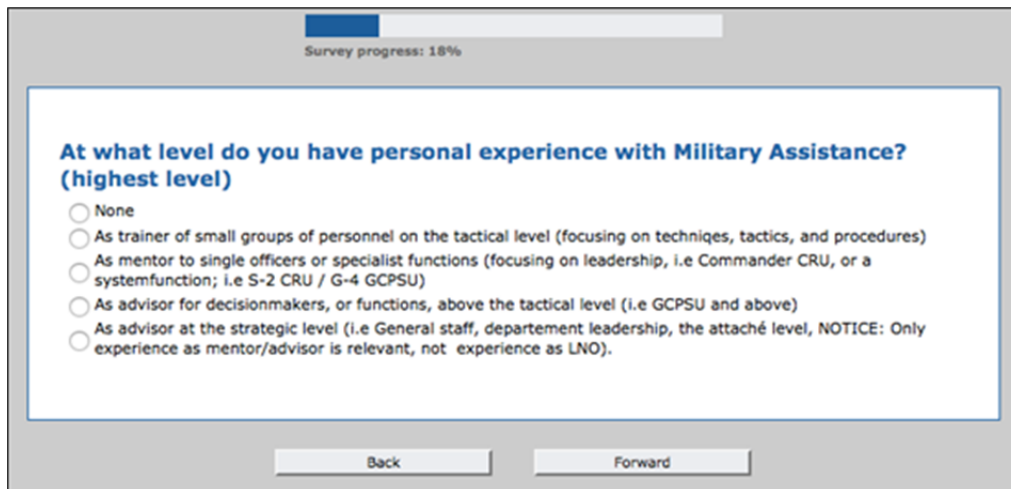 Survey progress: 18%
At what level do you have personal experience with Military Assistance?
(highest level)
None
As trainer of small groups of personnel on the tactical level (focusing on techniqes, tactics, and procedures)
As mentor to single officers or specialist functions (focusing on leadership, i.e Commander CRU, or a
systemfunction; i.e S-2 CRU / G-4 GCPSU)
As advisor for decisionmakers, or functions, above the tactical level (i.e GCPSU and above)
As advisor at the strategic level (i.e General staff, departement leadership, the attaché level, NOTICE: Only
experience as mentor/advisor is relevant, not experience as LNO).
Back
Forward